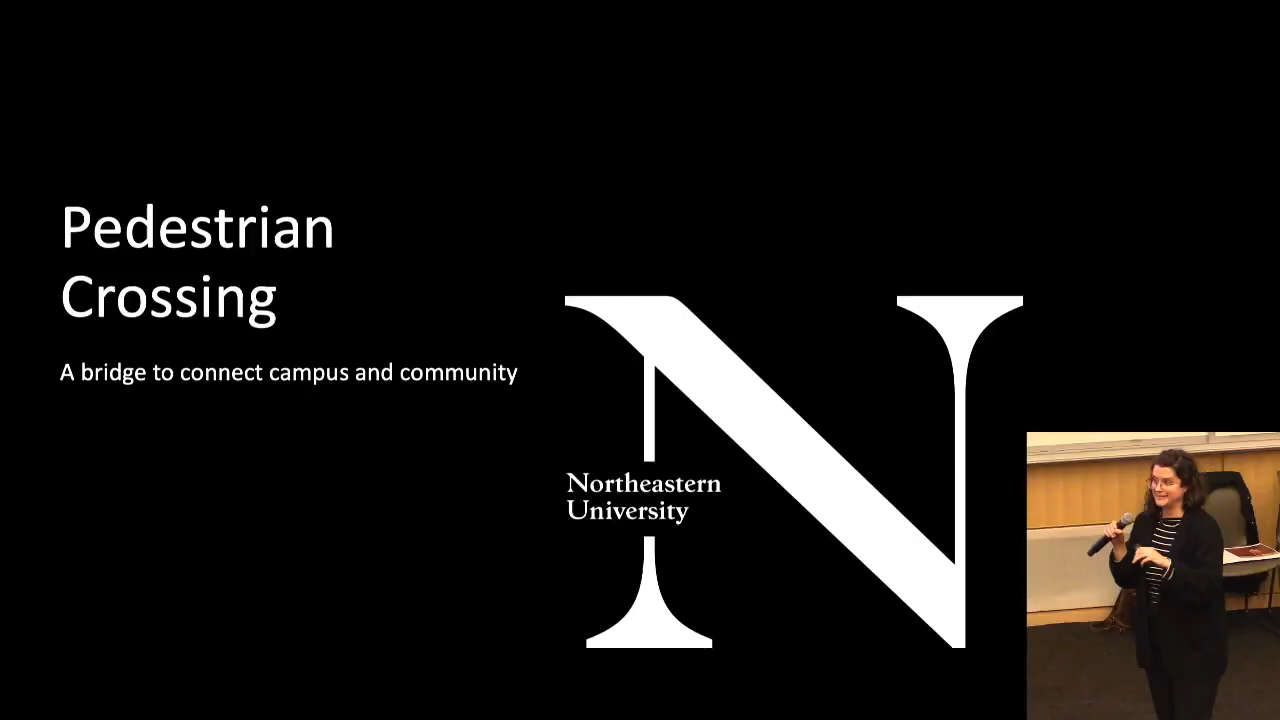 Pedestrian
Crossing
A bridge to connect campus and community
Northeastern
University